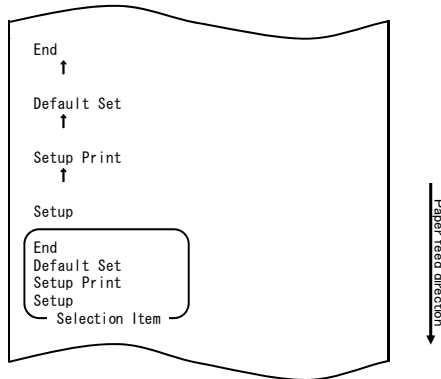 End
↑
Default Set
↑
Setup Print
↑
Setup
End
Default Set
Setup Print
Setup
Selection Item
Paper feed direction